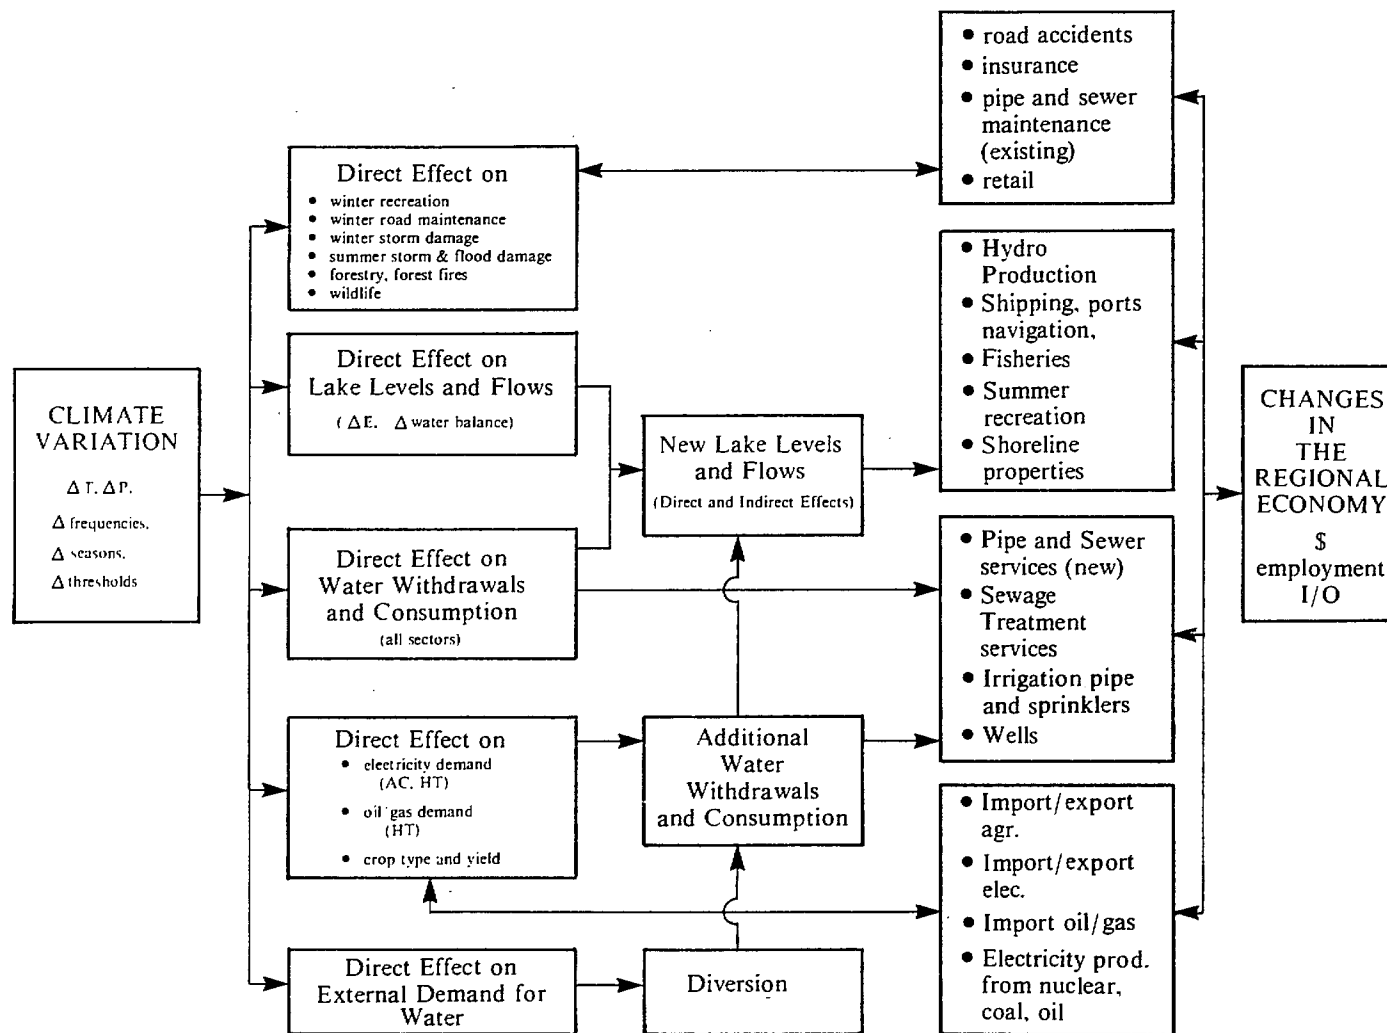 CLIMATE
VARIATION
Δ T. Δ P.
Δ frequencies.
Δ seasons.
Δ thresholds
Direct Effect on
• winter recreation
• winter road maintenance
• winter storm damage
• summer storm & flood damage
• forestry, forest fires
• wildlife
Direct Effect on
Lake Levels and Flows
( ΔE. Δ water balance)
Direct Effect on
Water Withdrawals
and Consumption
(all sectors)
Direct Effect on
• electricity demand
(AC, HT)
• oil gas demand
(HT)
• crop type and yield
Direct Effect on
External Demand for
Water
New Lake Levels
and Flows
(Direct and Indirect Effects)
Additional
Water
Withdrawals
and Consumption
Diversion
• road accidents
• insurance
• pipe and sewer
maintenance
(existing)
• retail
• Hydro
Production
• Shipping, ports
navigation,
• Fisheries
• Summer
recreation
• Shoreline
properties
• Pipe and Sewer
services (new)
• Sewage
Treatment
services
• Irrigation pipe
and sprinklers
• Wells
• Import/export
agr.
• Import/export
elec.
• Import oil/gas
• Electricity prod.
from nuclear,
coal, oil
CHANGES
IN
THE
REGIONAL
ECONOMY
$
employment
I/O